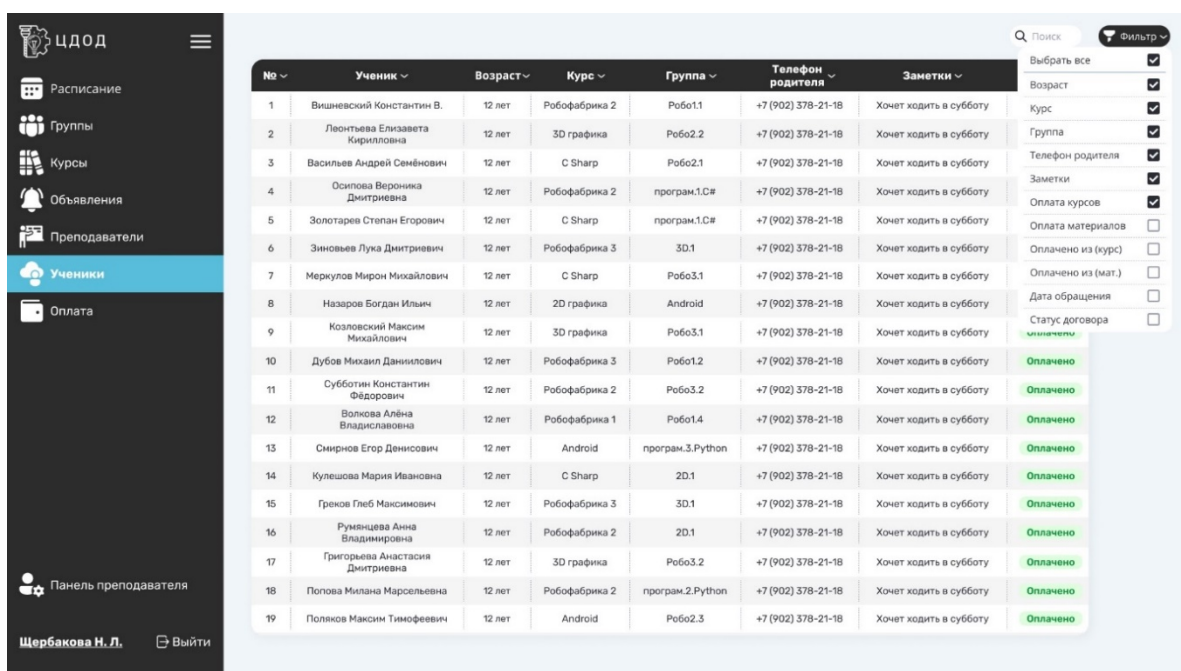 ЦДОД
Расписание
Группы
Курсы
Объявления
Преподаватели
Ученики
Оплата
Панель преподавателя
Щербакова Н. Л. Выйти
Поиск Фильтр
№ Ученик Возраст Курс Группа Телефон родителя Заметки
1 Вишневский Константин В. 12 лет Робофабрика 2 Робо1.1 +7 (902) 378-21-18 Хочет ходить в субботу
2 Леонтьева Елизавета Кирилловна 12 лет 3D графика Робо2.2 +7 (902) 378-21-18 Хочет ходить в субботу
3 Васильев Андрей Семёнович 12 лет C Sharp Робо2.1 +7 (902) 378-21-18 Хочет ходить в субботу
4 Осипова Вероника Дмитриевна 12 лет Робофабрика 2 програм.1.C# +7 (902) 378-21-18 Хочет ходить в субботу
5 Золотарев Степан Егорович 12 лет C Sharp програм.1.C# +7 (902) 378-21-18 Хочет ходить в субботу
6 Зиновьев Лука Дмитриевич 12 лет Робофабрика 3 3D.1 +7 (902) 378-21-18 Хочет ходить в субботу
7 Меркулов Мирон Михайлович 12 лет C Sharp Робо3.1 +7 (902) 378-21-18 Хочет ходить в субботу
8 Назаров Богдан Ильич 12 лет 2D графика Android +7 (902) 378-21-18 Хочет ходить в субботу
9 Козловский Максим Михайлович 12 лет 3D графика Робо3.1 +7 (902) 378-21-18 Хочет ходить в субботу Оплачено
10 Дубов Михаил Даниилович 12 лет Робофабрика 3 Робо1.2 +7 (902) 378-21-18 Хочет ходить в субботу Оплачено
11 Субботин Константин Фёдорович 12 лет Робофабрика 2 Робо3.2 +7 (902) 378-21-18 Хочет ходить в субботу Оплачено
12 Волкова Алёна Владиславовна 12 лет Робофабрика 1 Робо1.4 +7 (902) 378-21-18 Хочет ходить в субботу Оплачено
13 Смирнов Егор Денисович 12 лет Android програм.3.Python +7 (902) 378-21-18 Хочет ходить в субботу Оплачено
14 Кулешова Мария Ивановна 12 лет C Sharp 2D.1 +7 (902) 378-21-18 Хочет ходить в субботу Оплачено
15 Греков Глеб Максимович 12 лет Робофабрика 3 3D.1 +7 (902) 378-21-18 Хочет ходить в субботу Оплачено
16 Румянцева Анна Владимировна 12 лет Робофабрика 2 2D.1 +7 (902) 378-21-18 Хочет ходить в субботу Оплачено
17 Григорьева Анастасия Дмитриевна 12 лет 3D графика Робо3.2 +7 (902) 378-21-18 Хочет ходить в субботу Оплачено
18 Попова Милана Марсельевна 12 лет Робофабрика 2 програм.2.Python +7 (902) 378-21-18 Хочет ходить в субботу Оплачено
19 Поляков Максим Тимофеевич 12 лет Android Робо2.3 +7 (902) 378-21-18 Хочет ходить в субботу Оплачено
Выбрать все
Возраст
Курс
Группа
Телефон родителя
Заметки
Оплата курсов
Оплата материалов
Оплачено из (курс)
Оплачено из (мат.)
Дата обращения
Статус договора